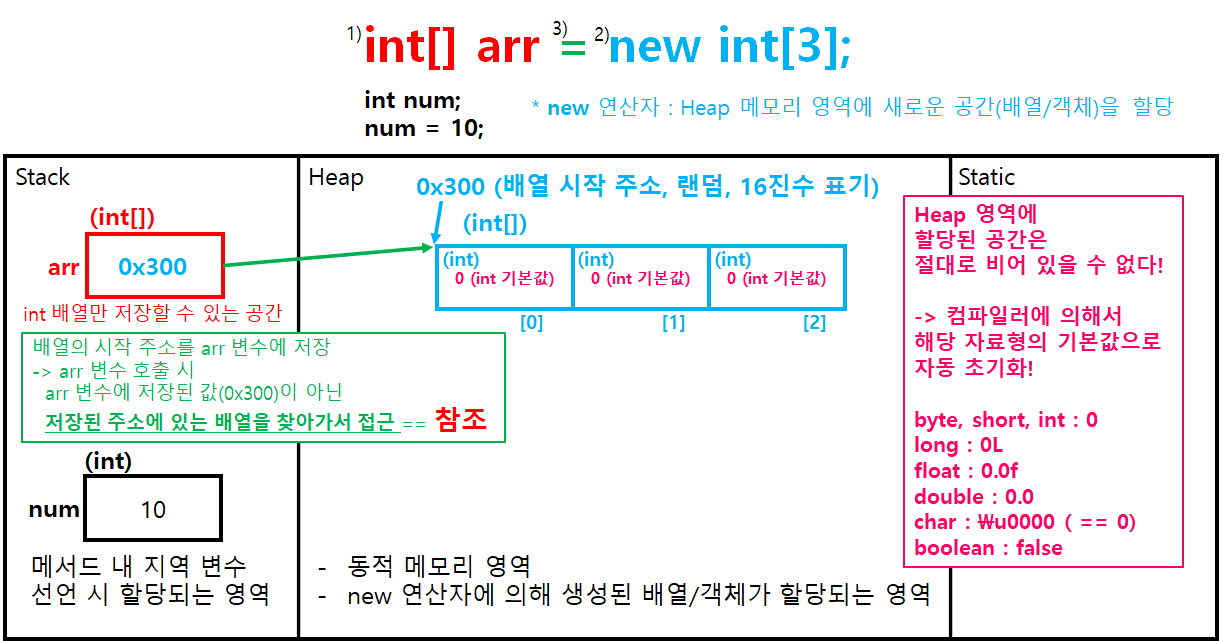 1) int[] arr 3) = 2) new int[3];
int num;
num = 10;
* new 연산자 : Heap 메모리 영역에 새로운 공간(배열/객체)을 할당
Stack
(int[])
arr 0x300
int 배열만 저장할 수 있는 공간
배열의 시작 주소를 arr 변수에 저장
-> arr 변수 호출 시
arr 변수에 저장된 값(0x300)이 아닌
저장된 주소에 있는 배열을 찾아가서 접근 == 참조
(int)
num 10
메서드 내 지역 변수
선언 시 할당되는 영역
Heap
0x300 (배열 시작 주소, 랜덤, 16진수 표기)
(int[])
(int) (int) (int)
0 (int 기본값) 0 (int 기본값) 0 (int 기본값)
[0] [1] [2]
- 동적 메모리 영역
- new 연산자에 의해 생성된 배열/객체가 할당되는 영역
Static
Heap 영역에
할당된 공간은
절대로 비어 있을 수 없다!
-> 컴파일러에 의해서
해당 자료형의 기본값으로
자동 초기화!
byte, short, int : 0
long : 0L
float : 0.0f
double : 0.0
char : ₩u0000 ( == 0)
boolean : false